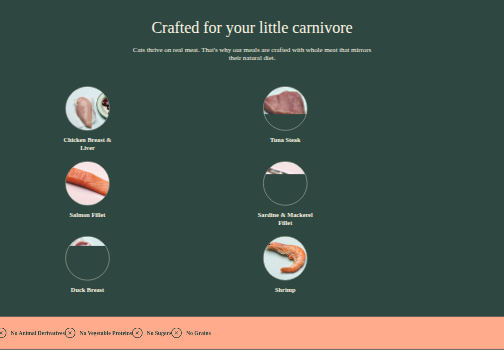 Crafted for your little carnivore
Cats thrive on real meat. That's why our meals are crafted with whole meat that mirrors
their natural diet.
Chicken Breast &
Liver
Tuna Steak
Salmon Fillet
Sardine & Mackerel
Fillet
Duck Breast
Shrimp
No Animal Derivatives No Vegetable Proteins No Sugars No Grains